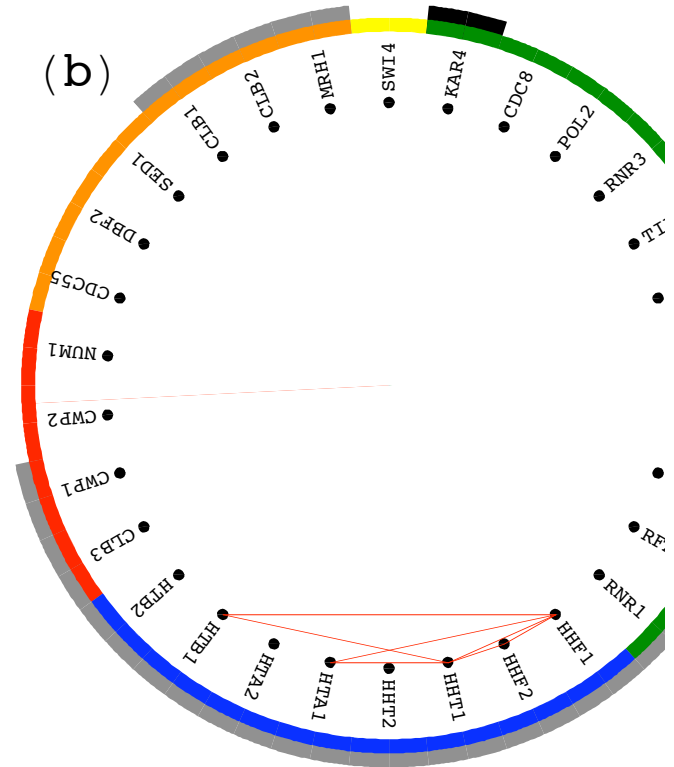 (b)
MRH1
SWI4
KAR4
CLB2
CDC8
CLB1
POL2
SED1
RNR3
DBF2
CDC55
NUM1
CWP2
CWP1
CLB3
HTB2
RNR1
HTB1
HHF1
HTA2
HHF2
HTA1
HHT2
HHT1